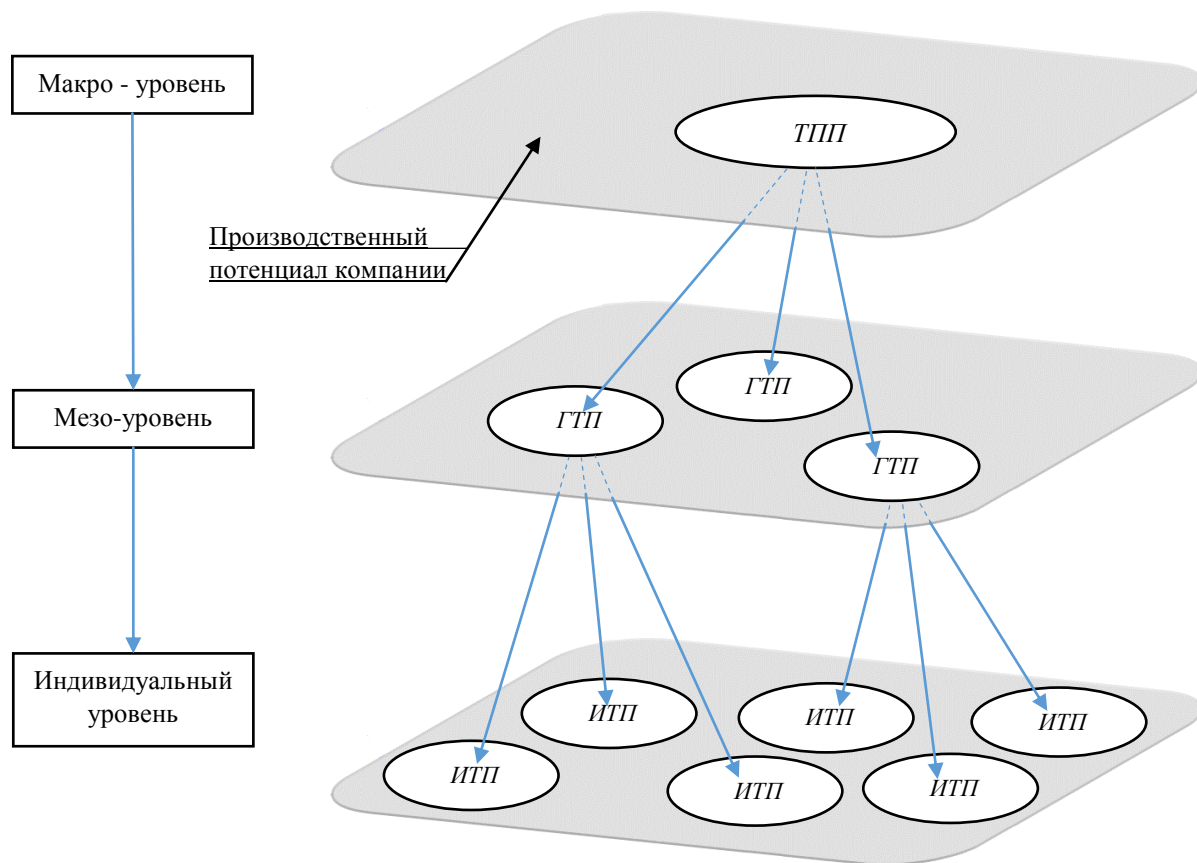 Макро - уровень
ТПП
Производственный
потенциал компании
ГТП
Мезо-уровень
ГТП
ГТП
Индивидуальный
уровень
ИТП
ИТП
ИТП
ИТП
ИТП
ИТП